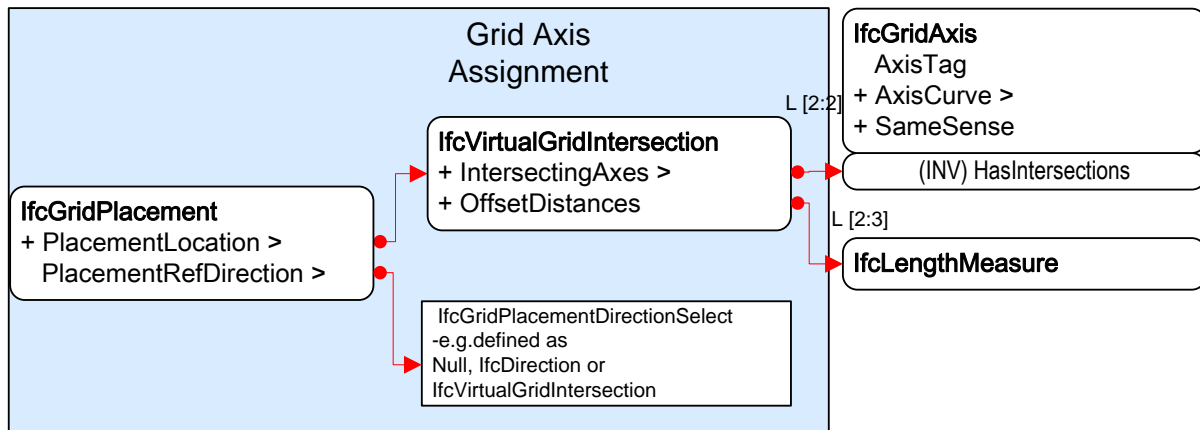 Grid Axis
Assignment
IfcGridPlacement
+ PlacementLocation >
PlacementRefDirection >
IfcVirtualGridIntersection
+ IntersectingAxes >
+ OffsetDistances
IfcGridPlacementDirectionSelect
-e.g.defined as
Null, IfcDirection or
IfcVirtualGridIntersection
L [2:2]
IfcGridAxis
AxisTag
+ AxisCurve >
+ SameSense
(INV) HasIntersections
L [2:3]
IfcLengthMeasure